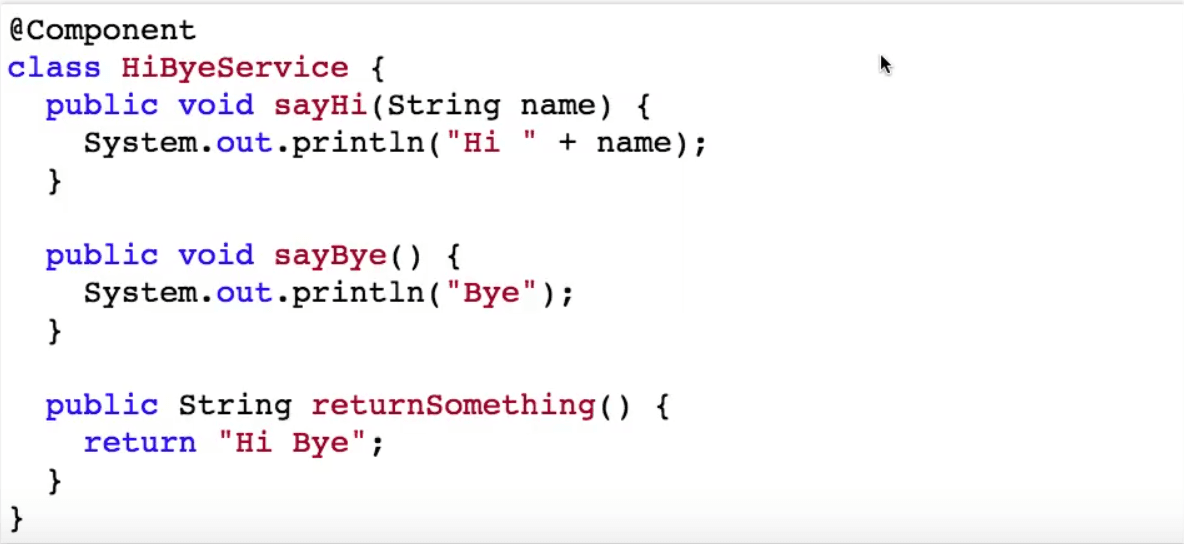 @Component
class HiByeService {
  public void sayHi(String name) {
    System.out.println("Hi " + name);
  }

  public void sayBye() {
    System.out.println("Bye");
  }

  public String returnSomething() {
    return "Hi Bye";
  }
}